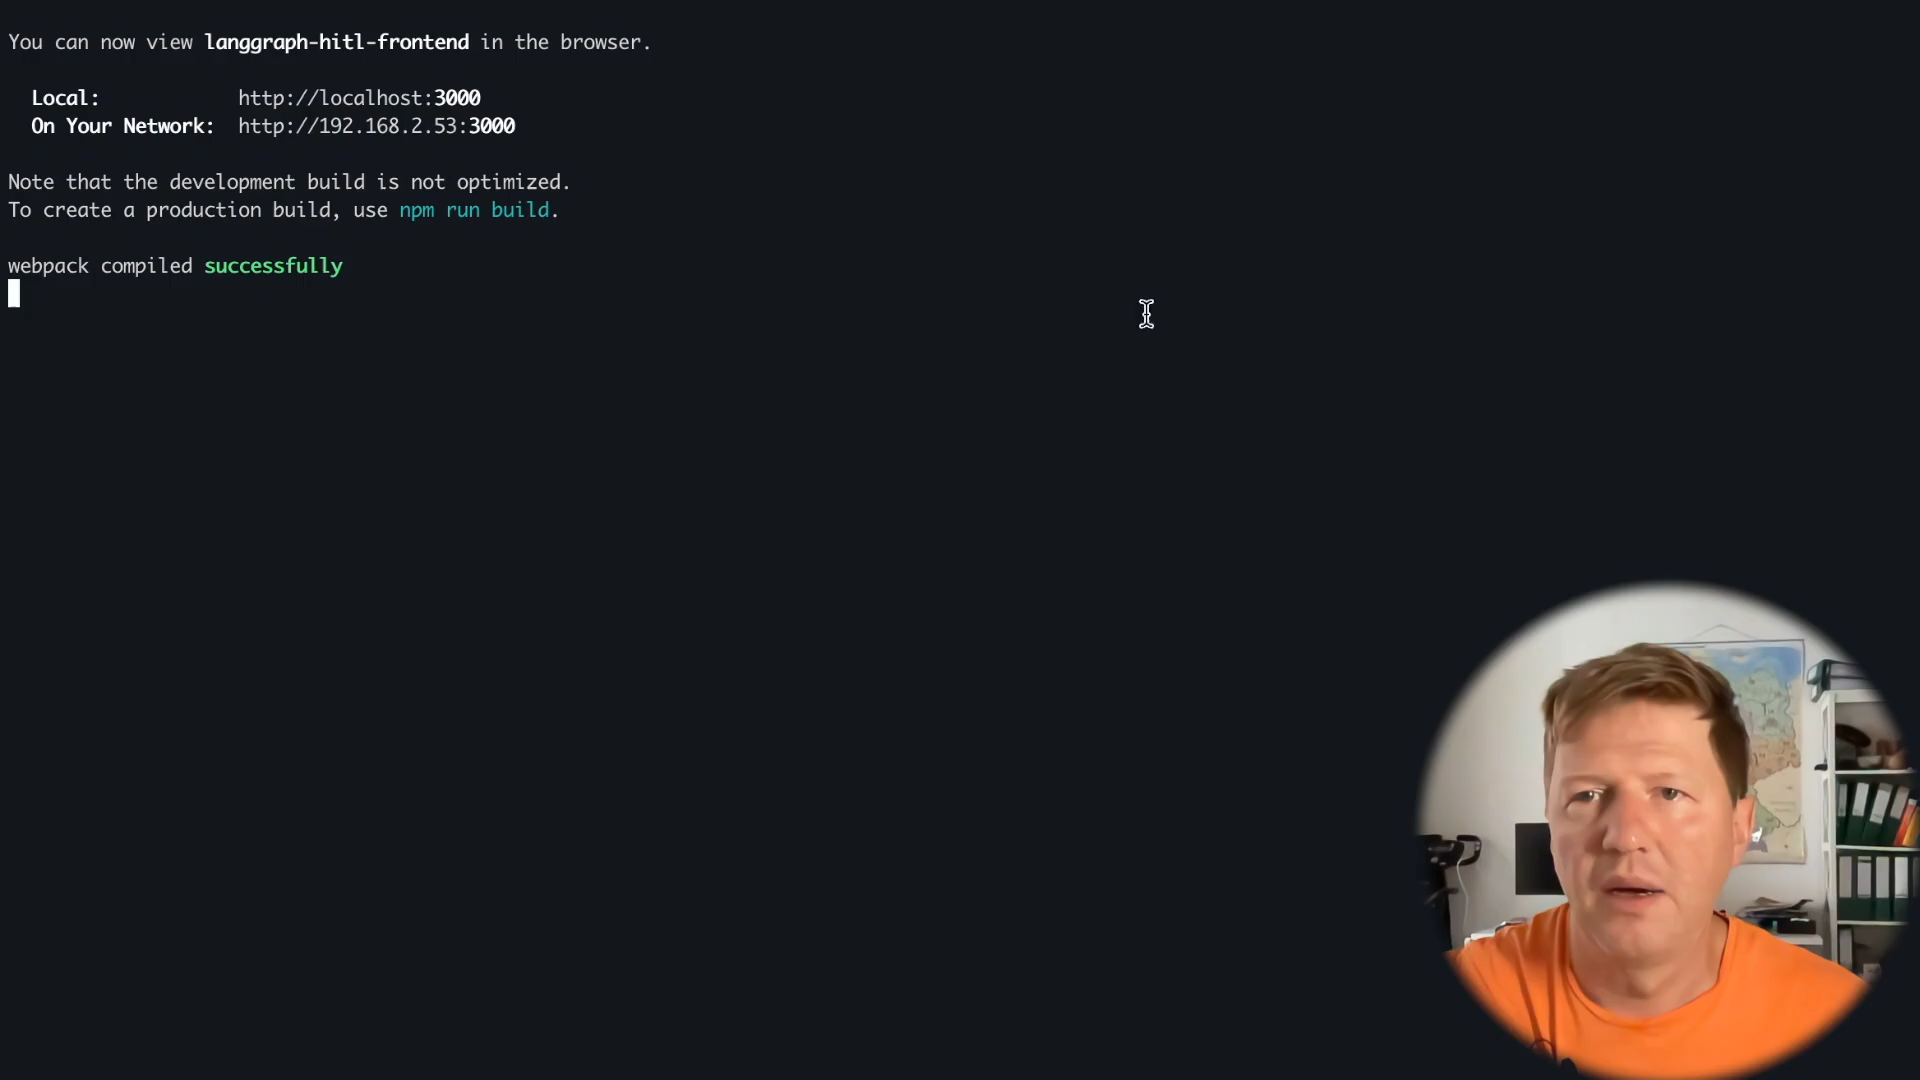 You can now view langgraph-hitl-frontend in the browser.
Local: http://localhost:3000
On Your Network: http://192.168.2.53:3000
Note that the development build is not optimized.
To create a production build, use npm run build.
webpack compiled successfully